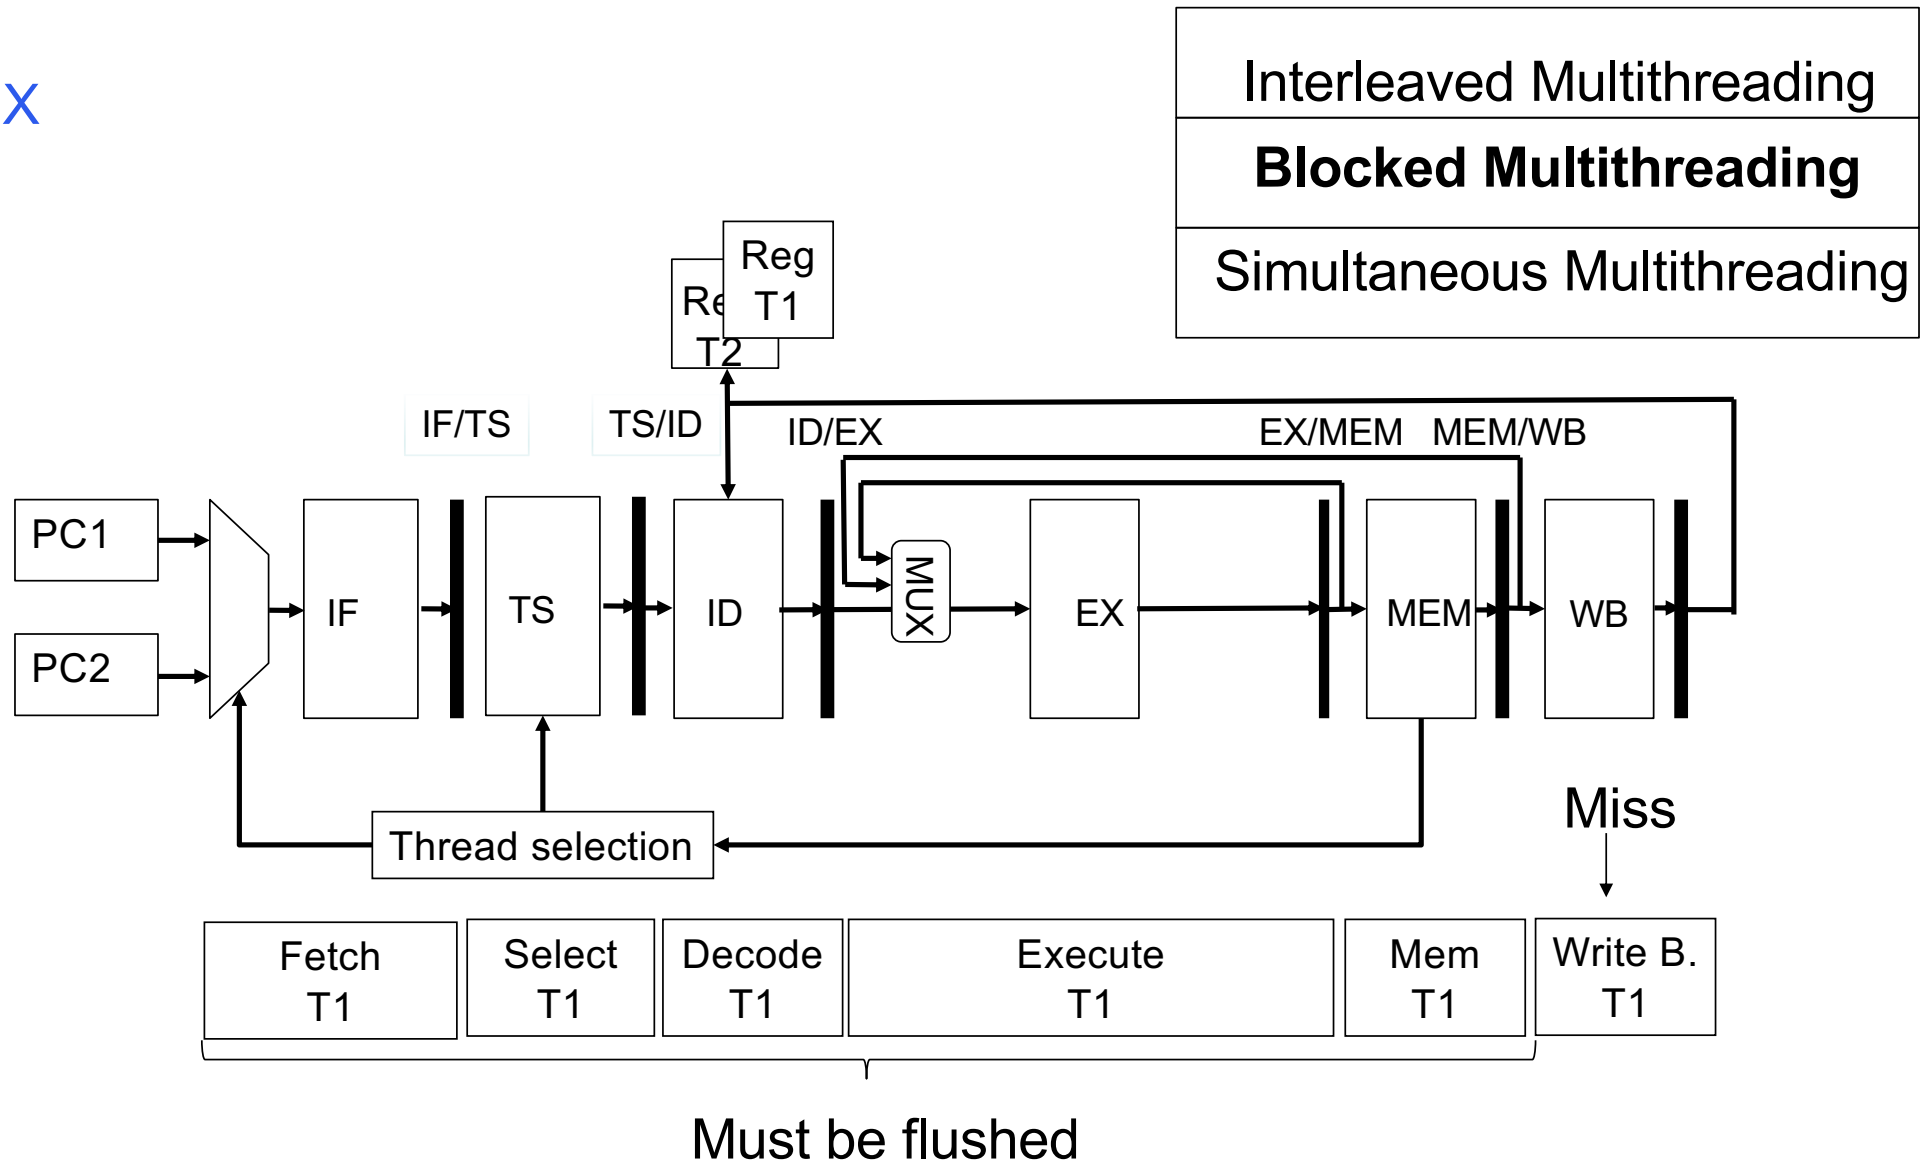 X
Interleaved Multithreading
Blocked Multithreading
Simultaneous Multithreading
Reg
T1
Re
T2
IF/TS
TS/ID
ID/EX
EX/MEM
MEM/WB
PC1
PC2
IF
TS
ID
MUX
EX
MEM
WB
Thread selection
Miss
Fetch
T1
Select
T1
Decode
T1
Execute
T1
Mem
T1
Write B.
T1
Must be flushed